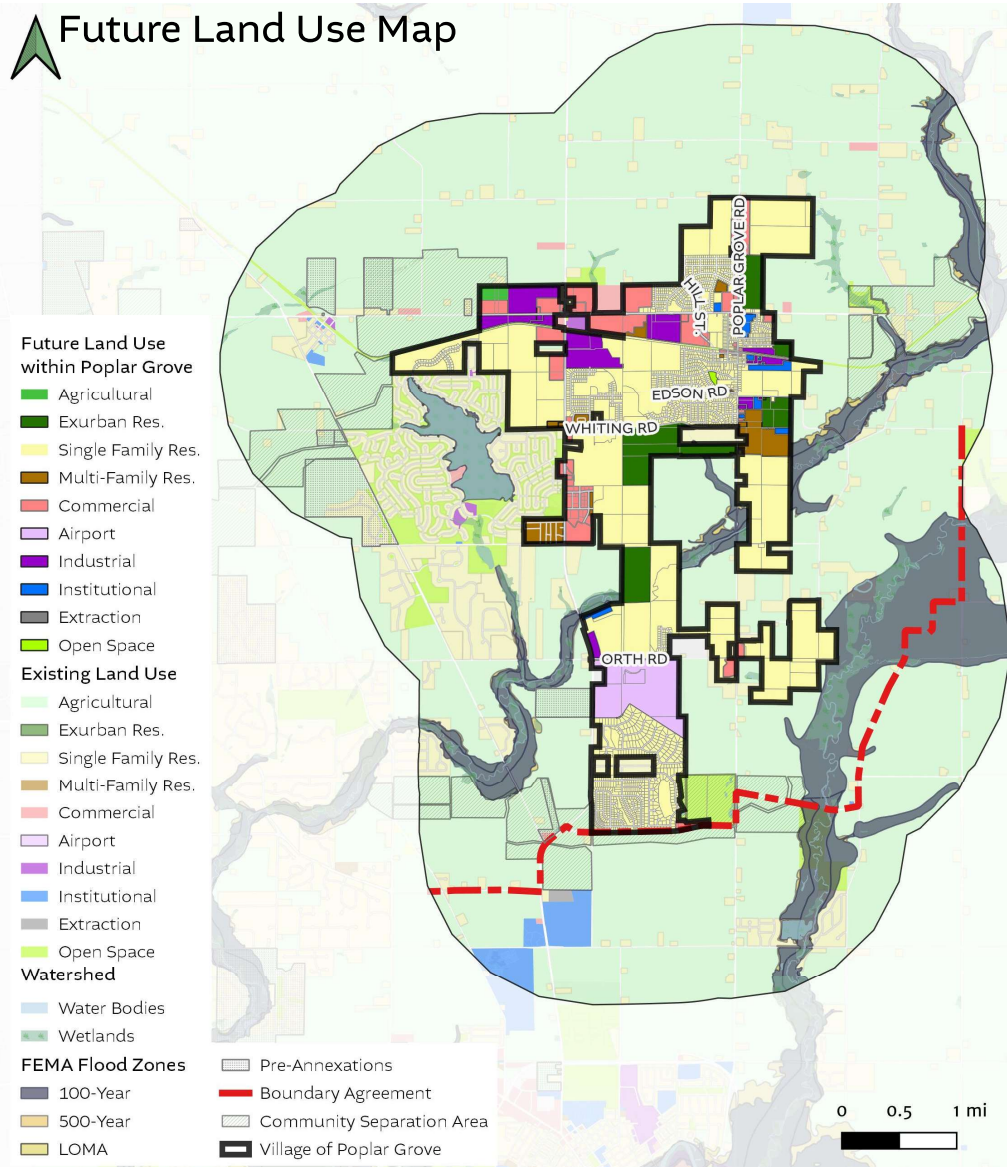 Future Land Use Map
POPLAR GROVE RD
HILL ST.
EDSON RD
WHITING RD
ORTH RD
Future Land Use
within Poplar Grove
Agricultural
Exurban Res.
Single Family Res.
Multi-Family Res.
Commercial
Airport
Industrial
Institutional
Extraction
Open Space
Existing Land Use
Agricultural
Exurban Res.
Single Family Res.
Multi-Family Res.
Commercial
Airport
Industrial
Institutional
Extraction
Open Space
Watershed
Water Bodies
Wetlands
FEMA Flood Zones
100-Year
500-Year
LOMA
Pre-Annexations
Boundary Agreement
Community Separation Area
Village of Poplar Grove
0 0.5 1 mi